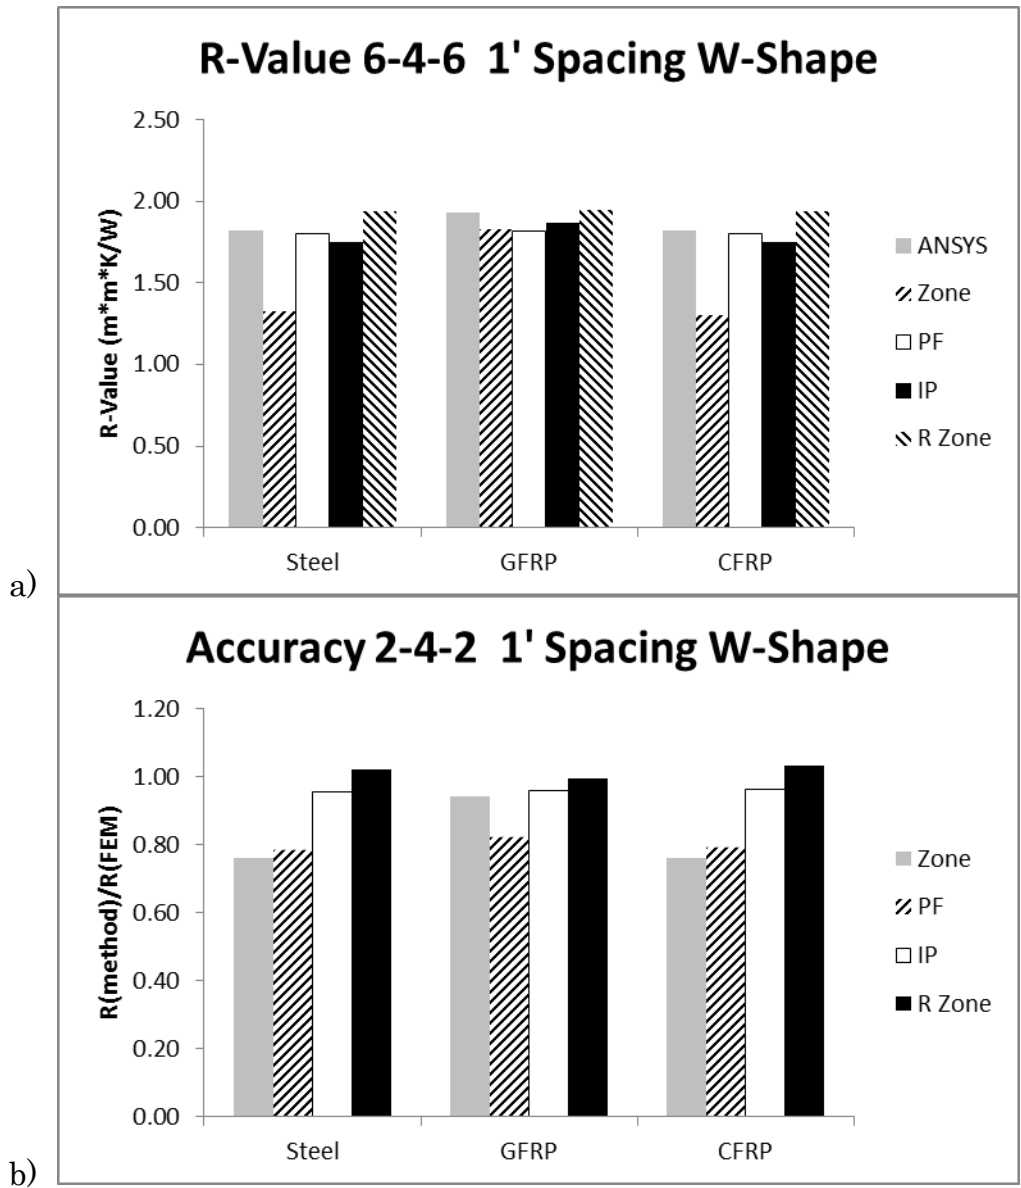 R-Value 6-4-6  1' Spacing W-Shape
2.50
2.00
1.50
1.00
0.50
0.00
R-Value (m*m*K/W)
Steel
GFRP
CFRP
ANSYS
Zone
PF
IP
R Zone
a)
Accuracy 2-4-2  1' Spacing W-Shape
1.20
1.00
0.80
0.60
0.40
0.20
0.00
R(method)/R(FEM)
Steel
GFRP
CFRP
Zone
PF
IP
R Zone
b)